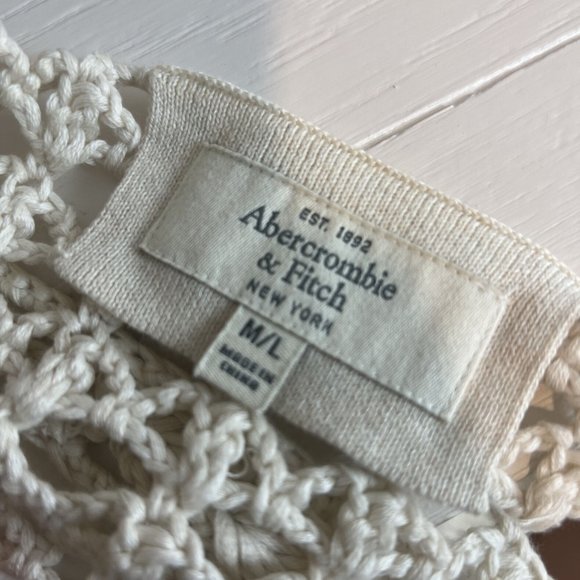 EST. 1892
Abercrombie
& Fitch
NEW YORK
M/L
MADE IN
CHINA